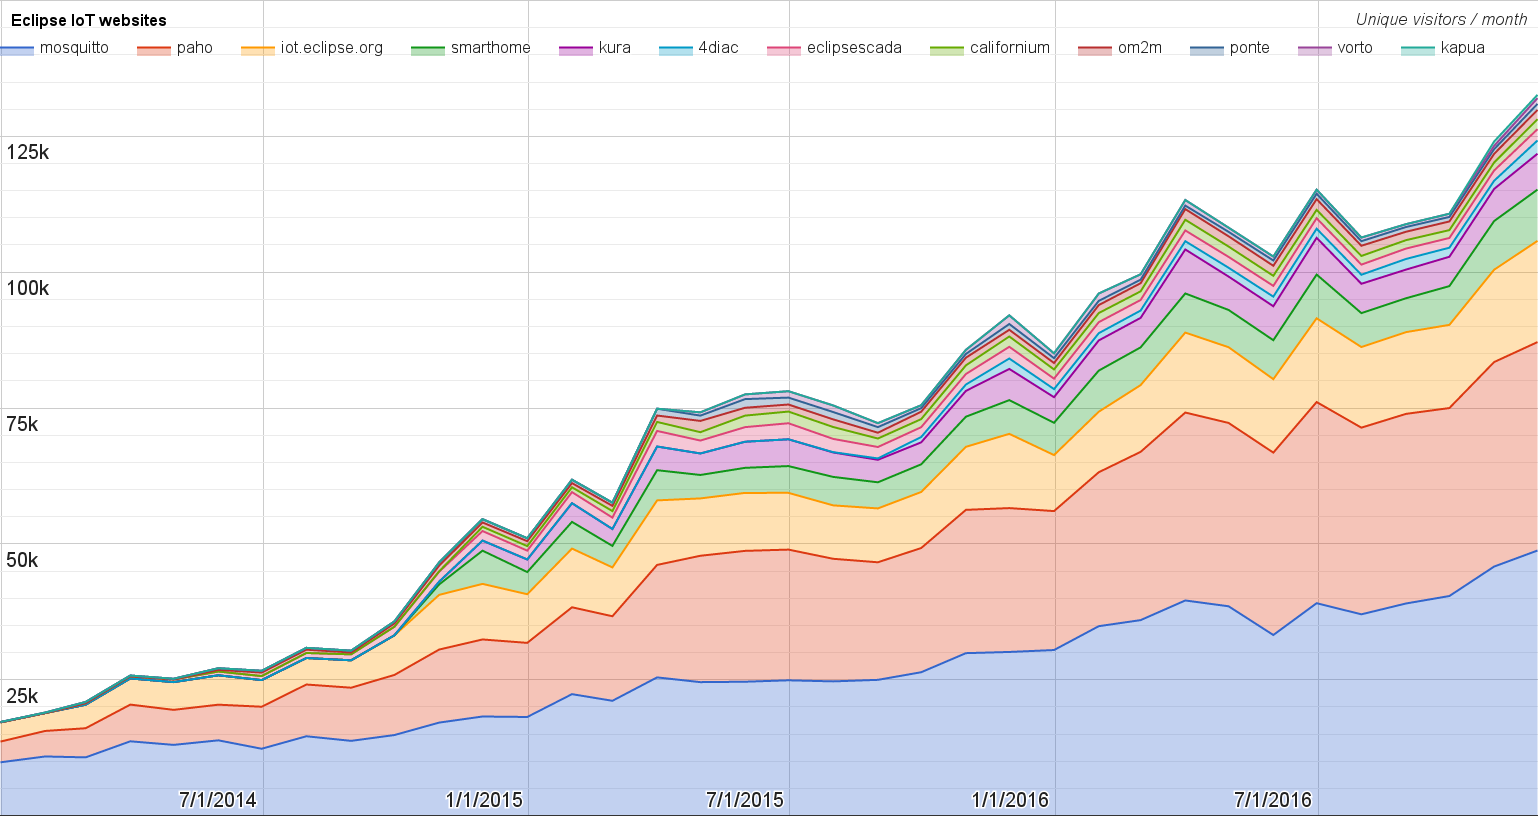 Eclipse IoT websites
Unique visitors / month
mosquitto paho iot.eclipse.org smarthome kura 4diac eclipsescada californium om2m ponte vorto kapua
125k
100k
75k
50k
25k
7/1/2014 1/1/2015 7/1/2015 1/1/2016 7/1/2016